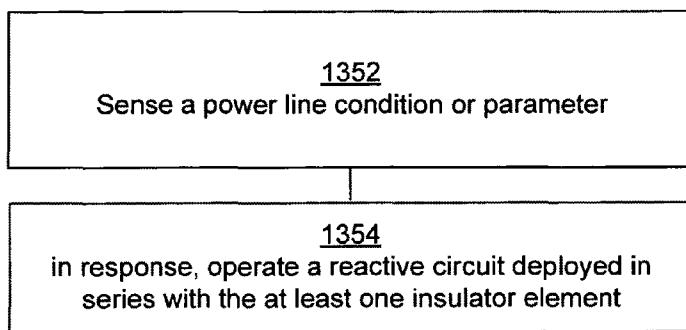 1352
Sense a power line condition or parameter
1354
in response, operate a reactive circuit deployed in
series with the at least one insulator element